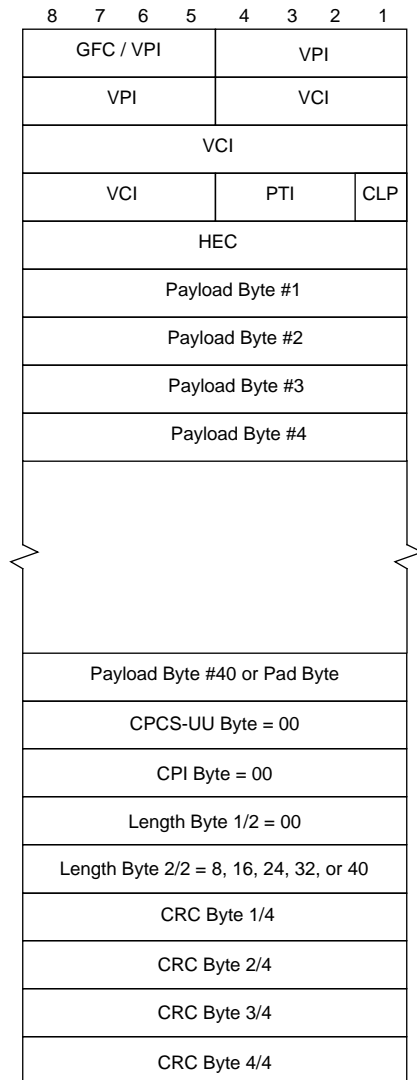 8 7 6 5 4 3 2 1
GFC / VPI VPI
VPI VCI
VCI
VCI PTI CLP
HEC
Payload Byte #1
Payload Byte #2
Payload Byte #3
Payload Byte #4
Payload Byte #40 or Pad Byte
CPCS-UU Byte = 00
CPI Byte = 00
Length Byte 1/2 = 00
Length Byte 2/2 = 8, 16, 24, 32, or 40
CRC Byte 1/4
CRC Byte 2/4
CRC Byte 3/4
CRC Byte 4/4